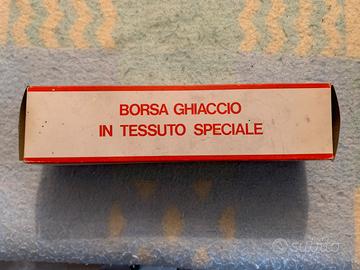 BORSA GHIACCIO
IN TESSUTO SPECIALE
subito